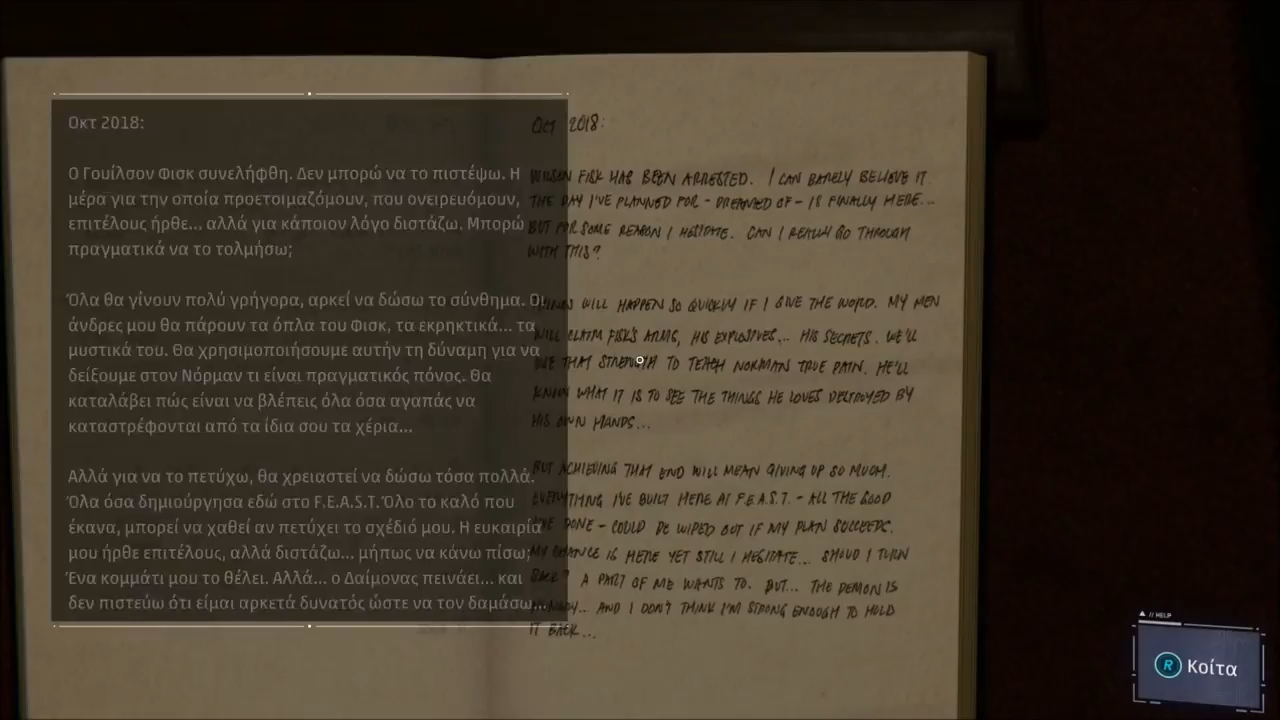 Οκτ 2018:
Ο Γουίλσον Φισκ συνελήφθη. Δεν μπορώ να το πιστέψω. Η
μέρα για την οποία προετοιμαζόμουν, που ονειρευόμουν,
επιτέλους ήρθε... αλλά για κάποιον λόγο διστάζω. Μπορώ
πραγματικά να το τολμήσω;
Όλα θα γίνουν πολύ γρήγορα, αρκεί να δώσω το σύνθημα. Οι
άνδρες μου θα πάρουν τα όπλα του Φισκ, τα εκρηκτικά... τα
μυστικά του. Θα χρησιμοποιήσουμε αυτήν τη δύναμη για να
δείξουμε στον Νόρμαν τι είναι πραγματικός πόνος. Θα
καταλάβει πώς είναι να βλέπεις όλα όσα αγαπάς να
καταστρέφονται από τα ίδια σου τα χέρια...
Αλλά για να το πετύχω, θα χρειαστεί να δώσω τόσα πολλά.
Όλα όσα δημιούργησα εδώ στο F.E.A.S.T. Όλο το καλό που
έκανα, μπορεί να χαθεί αν πετύχει το σχέδιό μου. Η ευκαιρία
μου ήρθε επιτέλους, αλλά διστάζω... μήπως να κάνω πίσω;
Ένα κομμάτι μου το θέλει. Αλλά... ο Δαίμονας πεινάει... και
δεν πιστεύω ότι είμαι αρκετά δυνατός ώστε να τον δαμάσω...
OCT 2018:
WILSON FISK HAS BEEN ARRESTED. I CAN BARELY BELIEVE IT.
THE DAY I'VE PLANNED FOR - DREAMED OF - IS FINALLY HERE...
BUT FOR SOME REASON I HESITATE. CAN I REALLY GO THROUGH
WITH THIS?
THINGS WILL HAPPEN SO QUICKLY IF I GIVE THE WORD. MY MEN
WILL CLAIM FISK'S ARMS, HIS EXPLOSIVES... HIS SECRETS. WE'LL
USE THAT STRENGTH TO TEACH NORMAN TRUE PAIN. HE'LL
KNOW WHAT IT IS TO SEE THE THINGS HE LOVES DESTROYED BY
HIS OWN HANDS...
BUT ACHIEVING THAT END WILL MEAN GIVING UP SO MUCH.
EVERYTHING I'VE BUILT HERE AT F.E.A.S.T. - ALL THE GOOD
I'VE DONE - COULD BE WIPED OUT IF MY PLAN SUCCEEDS.
MY CHANCE IS HERE YET STILL I HESITATE... SHOULD I TURN
BACK? A PART OF ME WANTS TO. BUT... THE DEMON IS
HUNGRY... AND I DON'T THINK I'M STRONG ENOUGH TO HOLD
IT BACK...
// HELP
R Κοίτα